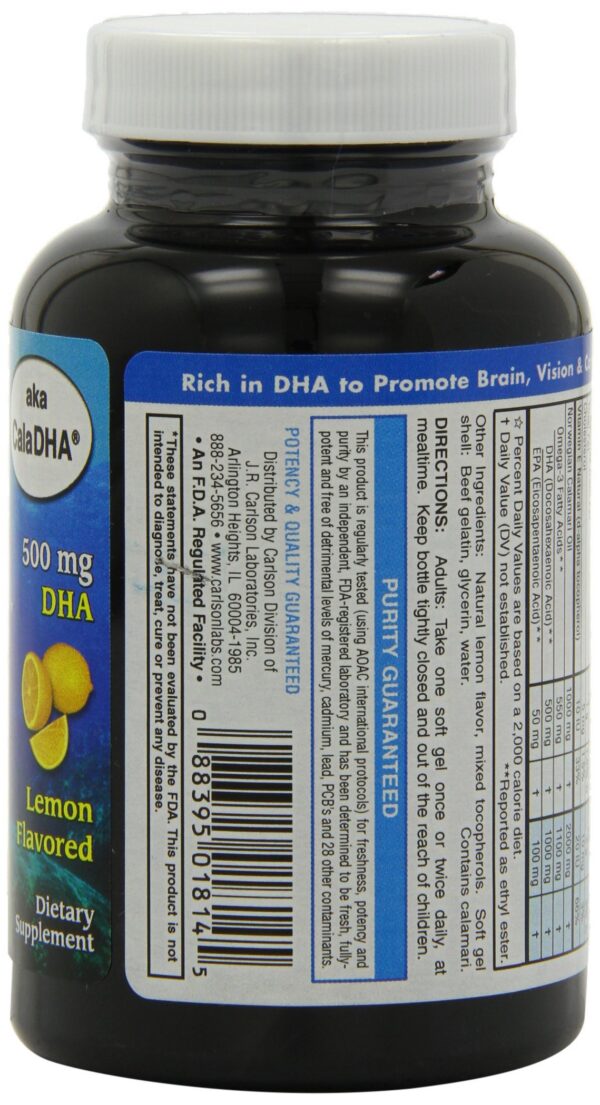 aka
CalaDHA®
500 mg
DHA
Lemon
Flavored
Dietary
Supplement
Rich in DHA to Promote Brain, Vision &
Vitamin E Natural (d-alpha tocopherol) 10 IU 33% 20 IU
Norwegian Calamari Oil 1000 mg † 2000 mg †
Omega-3 Fatty Acids** 550 mg † 1100 mg †
DHA (Docosahexaenoic Acid)** 500 mg † 1000 mg †
EPA (Eicosapentaenoic Acid)** 50 mg † 100 mg †
☆ Percent Daily Values are based on a 2,000 calorie diet.
† Daily Value (DV) not established. **Reported as ethyl ester.
Other Ingredients: Natural lemon flavor, mixed tocopherols. Soft gel
shell: Beef gelatin, glycerin, water. Contains calamari.
DIRECTIONS: Adults: Take one soft gel once or twice daily, at
mealtime. Keep bottle tightly closed and out of the reach of children.
PURITY GUARANTEED
This product is regularly tested (using AOAC international protocols) for freshness, potency and
purity by an independent, FDA-registered laboratory and has been determined to be fresh, fully-
potent and free of detrimental levels of mercury, cadmium, lead, PCB's and 28 other contaminants.
POTENCY & QUALITY GUARANTEED
Distributed by Carlson Division of
J.R. Carlson Laboratories, Inc.
Arlington Heights, IL 60004-1985
888-234-5656 • www.carlsonlabs.com
• An F.D.A. Regulated Facility •
0 88395 01814 5
*These statements have not been evaluated by the FDA. This product is not
intended to diagnose, treat, cure or prevent any disease.